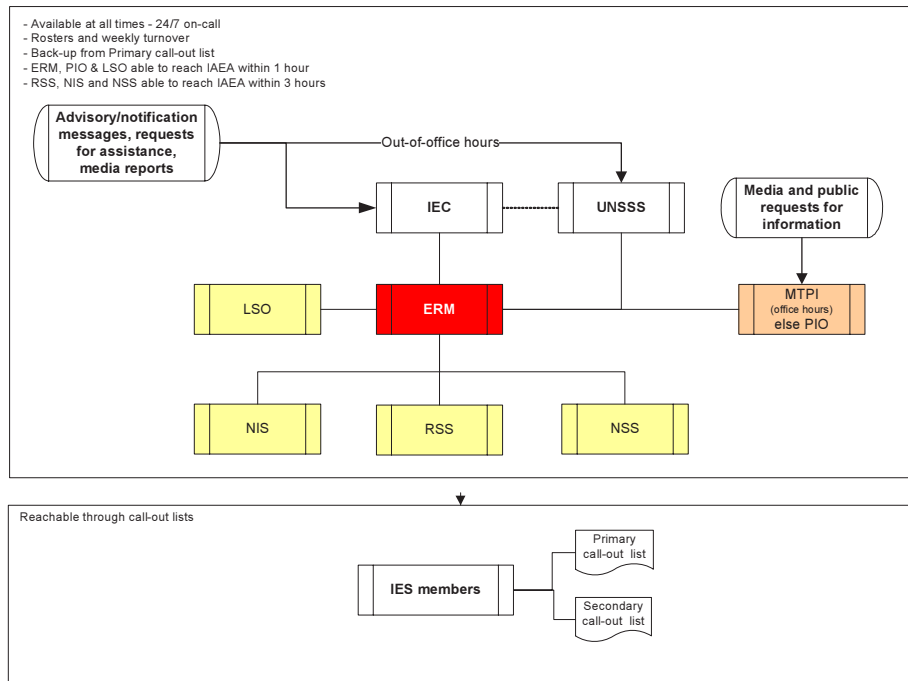 - Available at all times - 24/7 on-call
- Rosters and weekly turnover
- Back-up from Primary call-out list
- ERM, PIO & LSO able to reach IAEA within 1 hour
- RSS, NIS and NSS able to reach IAEA within 3 hours
Advisory/notification
messages, requests
for assistance,
media reports
Out-of-office hours
IEC
UNSSS
Media and public
requests for
information
LSO
ERM
MTPI
(office hours)
else PIO
NIS
RSS
NSS
Reachable through call-out lists
IES members
Primary
call-out list
Secondary
call-out list